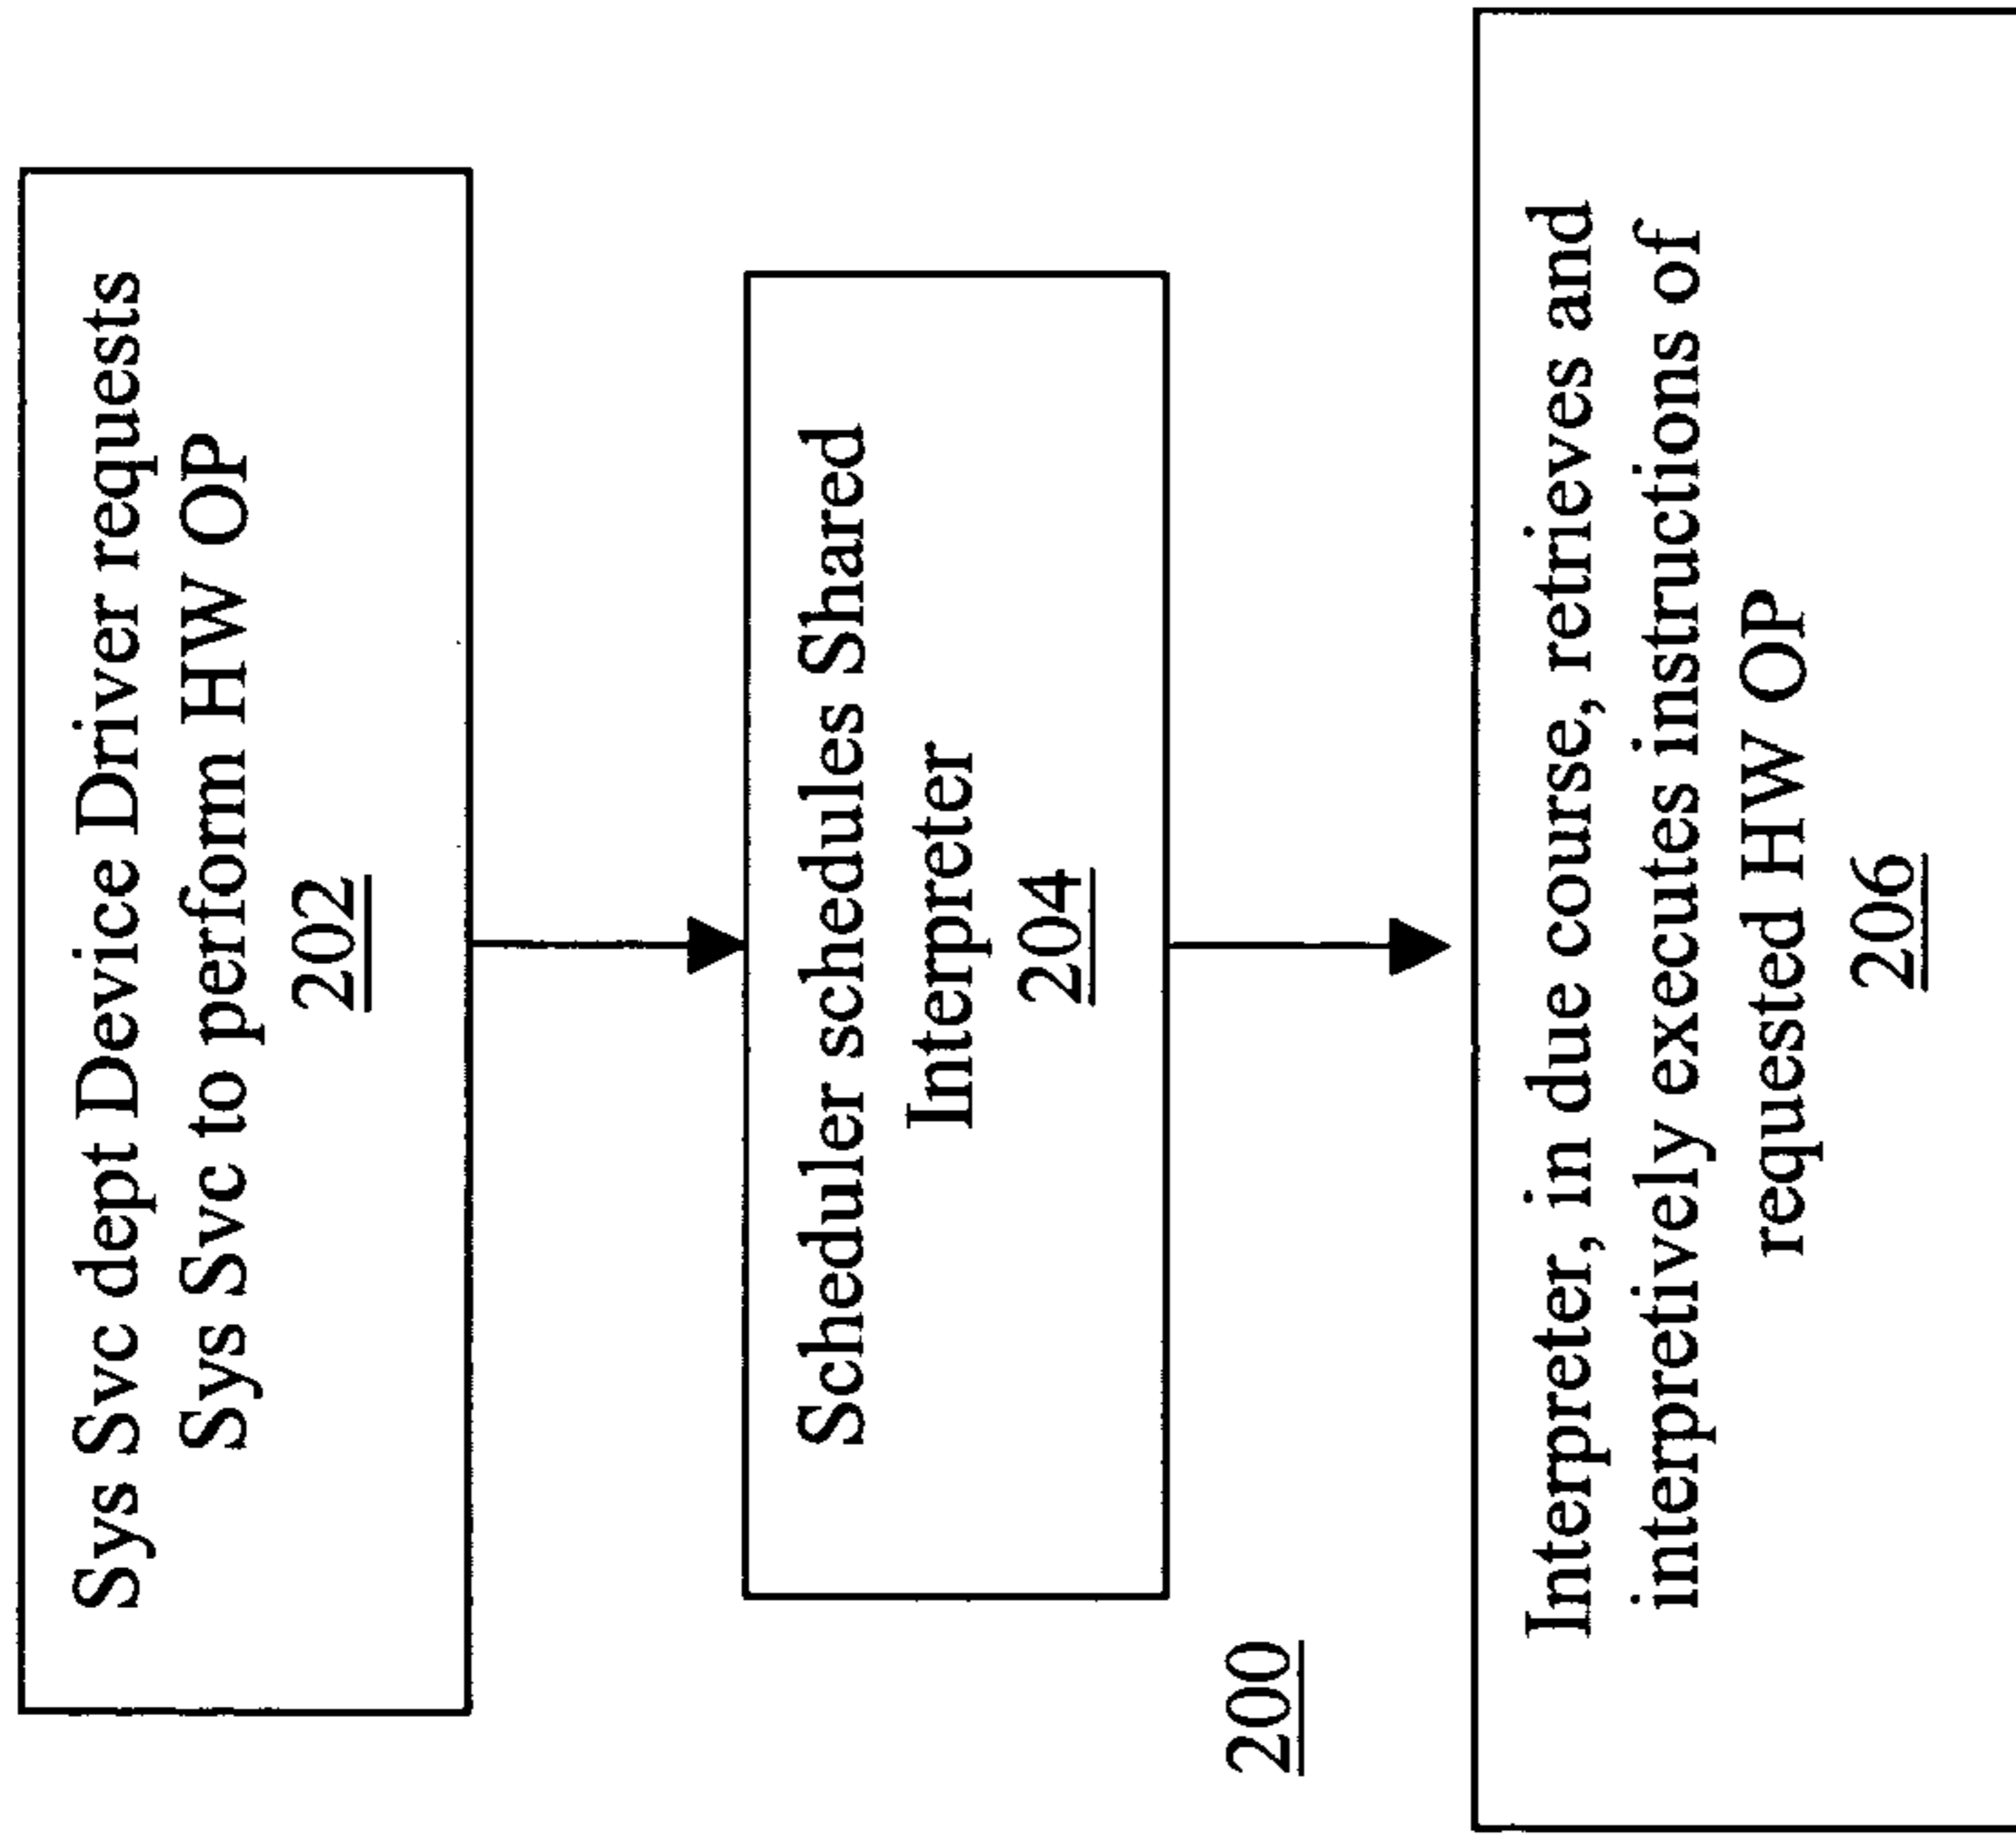 Sys Svc dept Device Driver requests
Sys Svc to perform HW OP
202
Scheduler schedules Shared
Interpreter
204
200
Interpreter, in due course, retrieves and
interpretively executes instructions of
requested HW OP
206